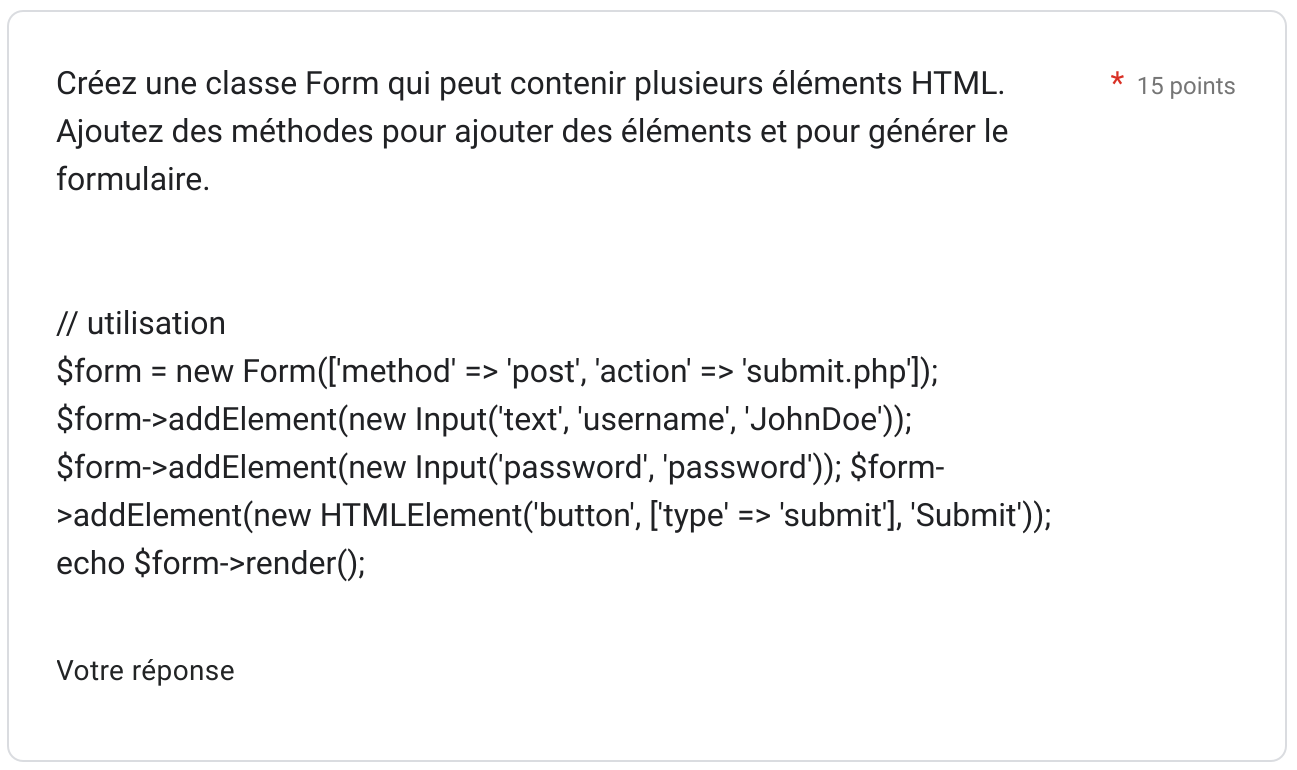 Créez une classe Form qui peut contenir plusieurs éléments HTML. * 15 points
Ajoutez des méthodes pour ajouter des éléments et pour générer le
formulaire.
// utilisation
$form = new Form(['method' => 'post', 'action' => 'submit.php']);
$form->addElement(new Input('text', 'username', 'JohnDoe'));
$form->addElement(new Input('password', 'password')); $form-
>addElement(new HTMLElement('button', ['type' => 'submit'], 'Submit'));
echo $form->render();
Votre réponse